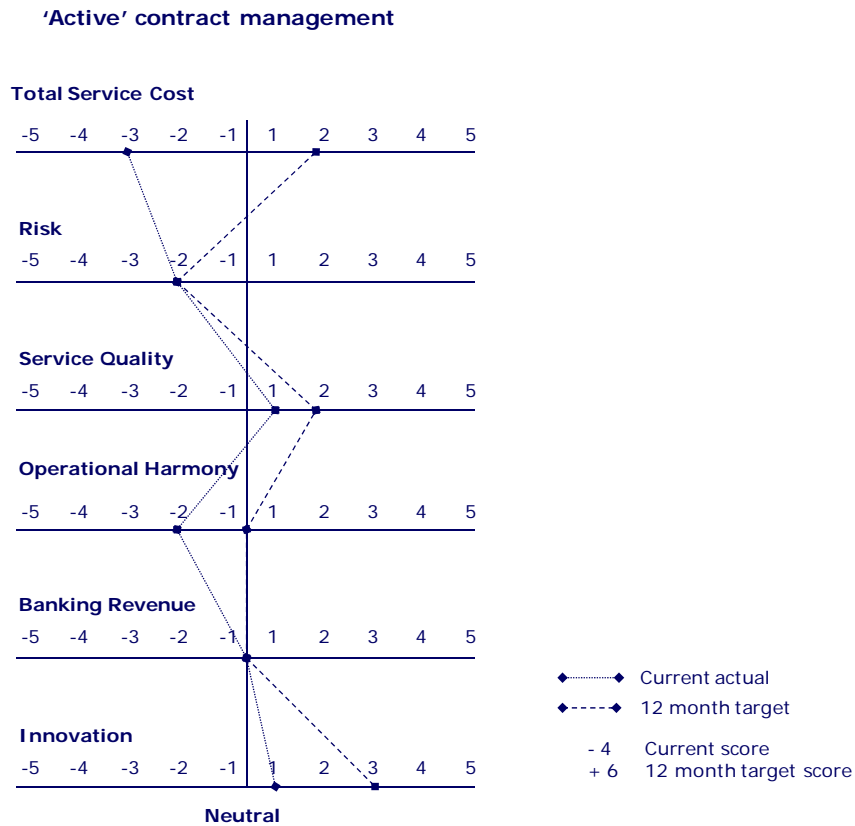 ‘Active’ contract management
Total Service Cost
-5 -4 -3 -2 -1 1 2 3 4 5
Risk
-5 -4 -3 -2 -1 1 2 3 4 5
Service Quality
-5 -4 -3 -2 -1 1 2 3 4 5
Operational Harmony
-5 -4 -3 -2 -1 1 2 3 4 5
Banking Revenue
-5 -4 -3 -2 -1 1 2 3 4 5
Innovation
-5 -4 -3 -2 -1 1 2 3 4 5
Neutral
Current actual
12 month target
- 4 Current score
+ 6 12 month target score